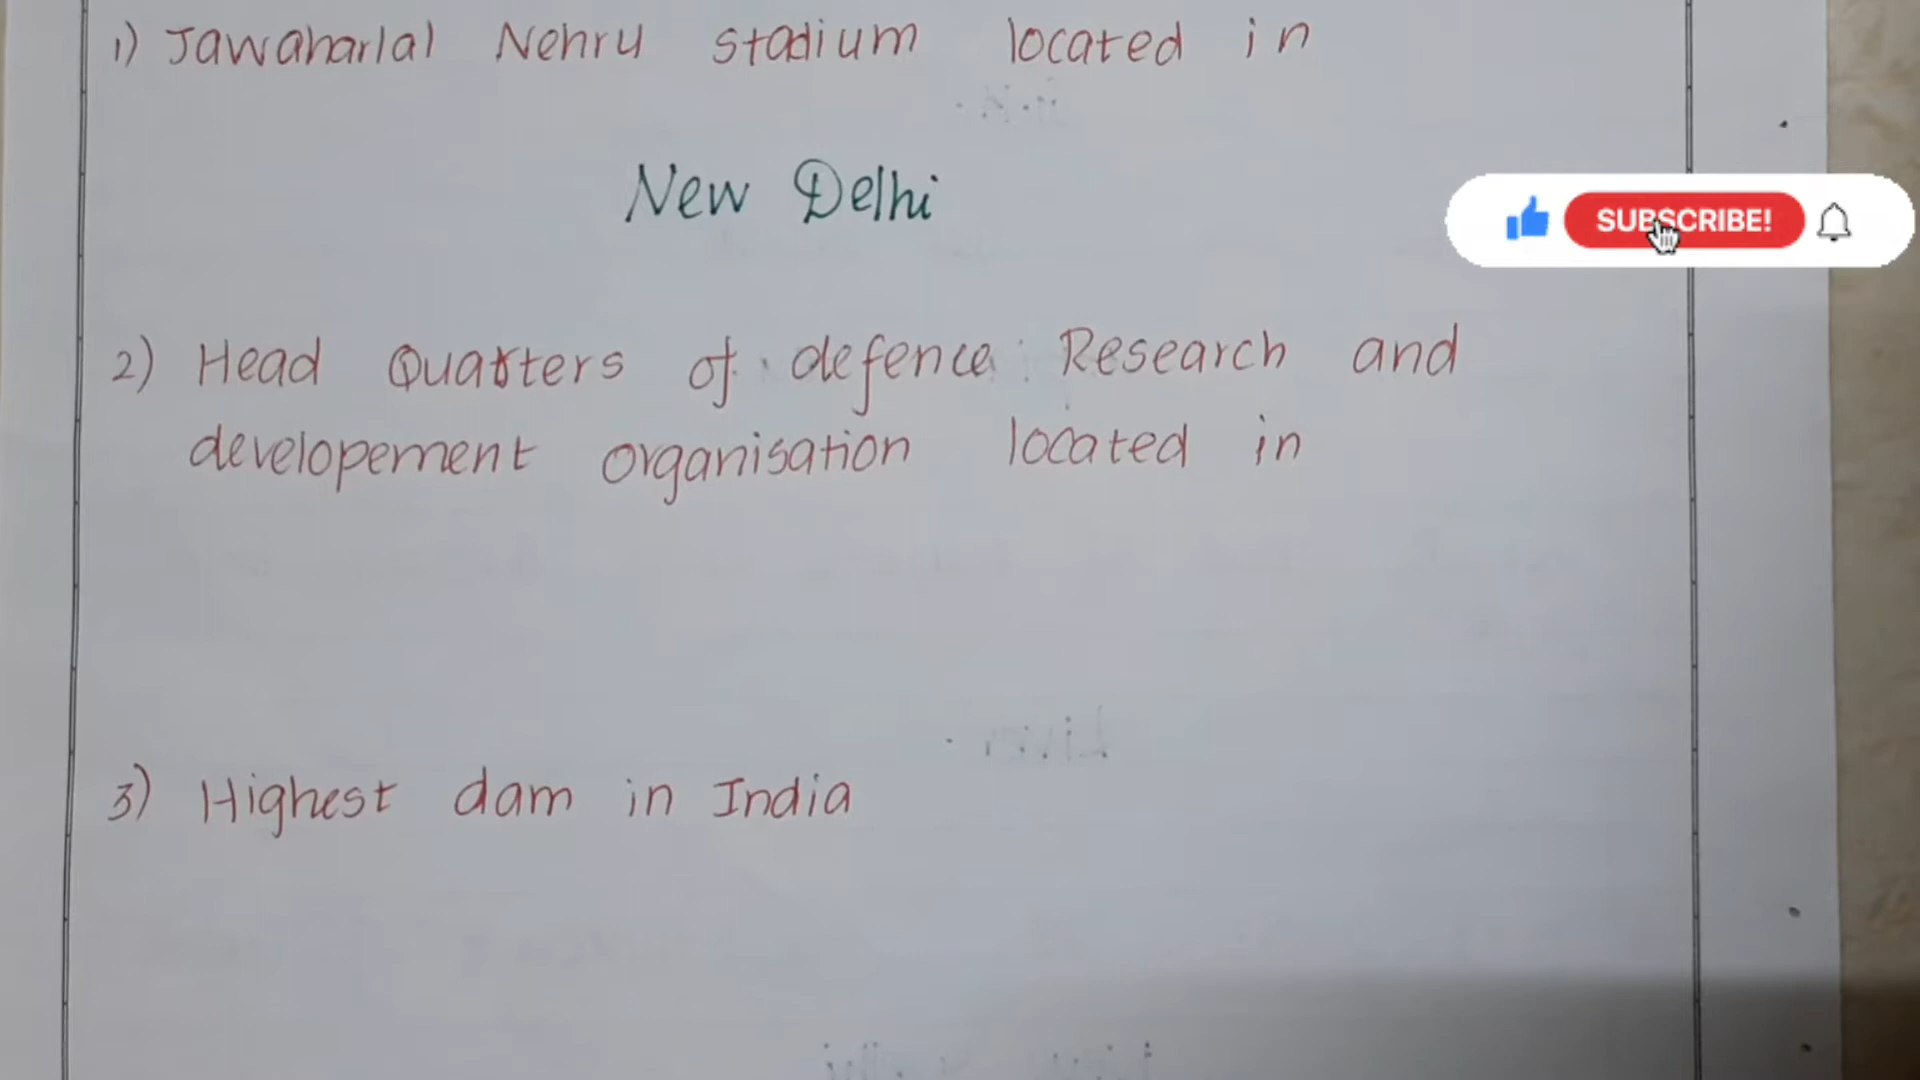 1) Jawaharlal Nehru stadium located in
New Delhi
SUBSCRIBE!
2) Head Quarters of defence Research and
developement organisation located in
3) Highest dam in India